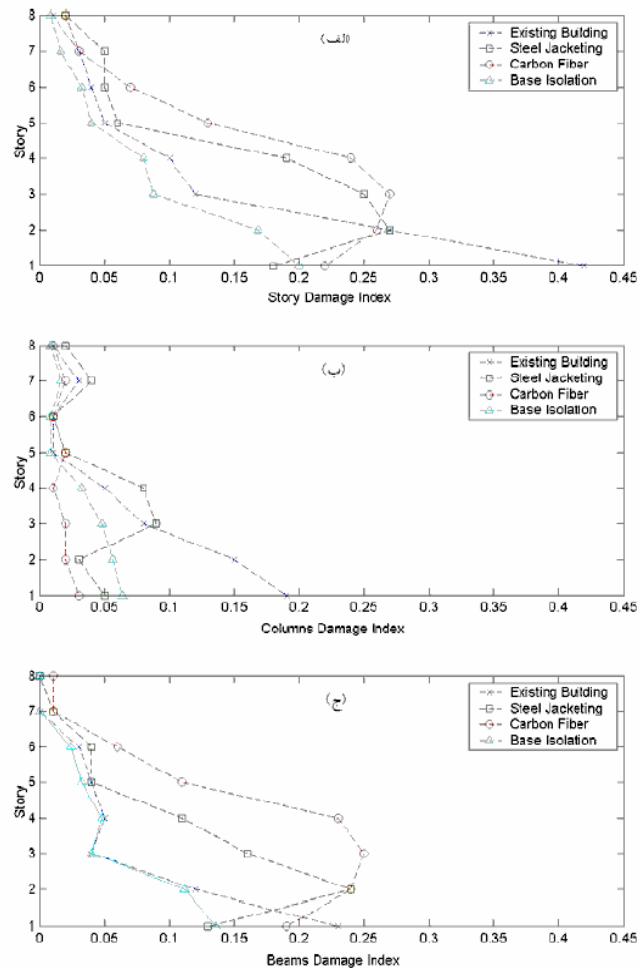 8
7
6
5
4
3
2
1
Story
(الف)
Existing Building
Steel Jacketing
Carbon Fiber
Base Isolation
0 0.05 0.1 0.15 0.2 0.25 0.3 0.35 0.4 0.45
Story Damage Index
8
7
6
5
4
3
2
1
Story
(ب)
Existing Building
Steel Jacketing
Carbon Fiber
Base Isolation
0 0.05 0.1 0.15 0.2 0.25 0.3 0.35 0.4 0.45
Columns Damage Index
8
7
6
5
4
3
2
1
Story
(ج)
Existing Building
Steel Jacketing
Carbon Fiber
Base Isolation
0 0.05 0.1 0.15 0.2 0.25 0.3 0.35 0.4 0.45
Beams Damage Index